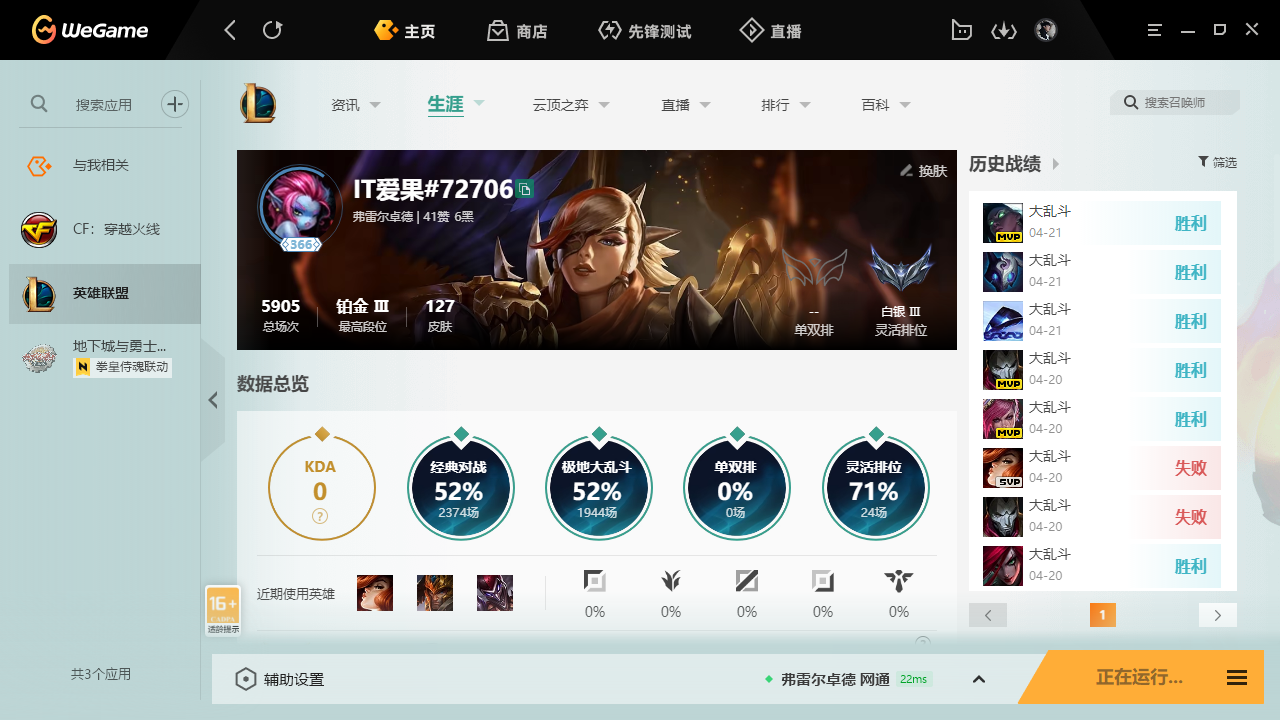 WeGame
主页
商店
先锋测试
直播
搜索应用
与我相关
CF：穿越火线
英雄联盟
地下城与勇士...
拳皇侍魂联动
共3个应用
资讯
生涯
云顶之弈
直播
排行
百科
搜索召唤师
IT爱果#72706
弗雷尔卓德 | 41赞 6黑
366
换肤
5905
总场次
铂金 Ⅲ
最高段位
127
皮肤
--
单双排
白银 Ⅲ
灵活排位
数据总览
KDA
0
?
经典对战
52%
2374场
极地大乱斗
52%
1944场
单双排
0%
0场
灵活排位
71%
24场
近期使用英雄
0%
0%
0%
0%
0%
历史战绩
筛选
MVP
大乱斗
04-21
胜利
大乱斗
04-21
胜利
大乱斗
04-21
胜利
MVP
大乱斗
04-20
胜利
MVP
大乱斗
04-20
胜利
SVP
大乱斗
04-20
失败
大乱斗
04-20
失败
大乱斗
04-20
胜利
1
16+
CADPA
适龄提示
辅助设置
弗雷尔卓德 网通
22ms
正在运行...